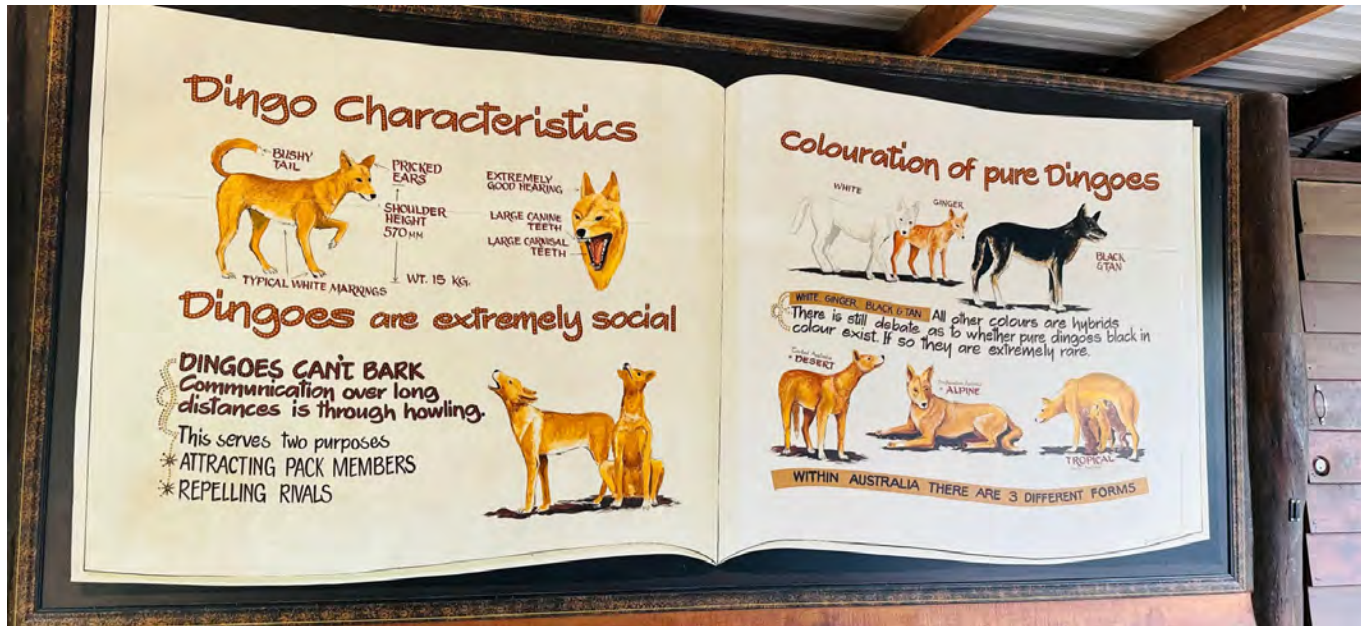 Dingo Characteristics
BUSHY
TAIL
PRICKED
EARS
SHOULDER
HEIGHT
570 MM
WT. 15 KG.
TYPICAL WHITE MARKINGS
EXTREMELY
GOOD HEARING
LARGE CANINE
TEETH
LARGE CARNISAL
TEETH
Dingoes are extremely social
DINGOES CAN'T BARK
Communication over long
distances is through howling.
This serves two purposes
* ATTRACTING PACK MEMBERS
* REPELLING RIVALS
Colouration of pure Dingoes
WHITE
GINGER
BLACK
& TAN
WHITE, GINGER, BLACK & TAN All other colours are hybrids
There is still debate as to whether pure dingoes black in
colour exist. If so they are extremely rare.
Central Australia
DESERT
ALPINE
TROPICAL
WITHIN AUSTRALIA THERE ARE 3 DIFFERENT FORMS